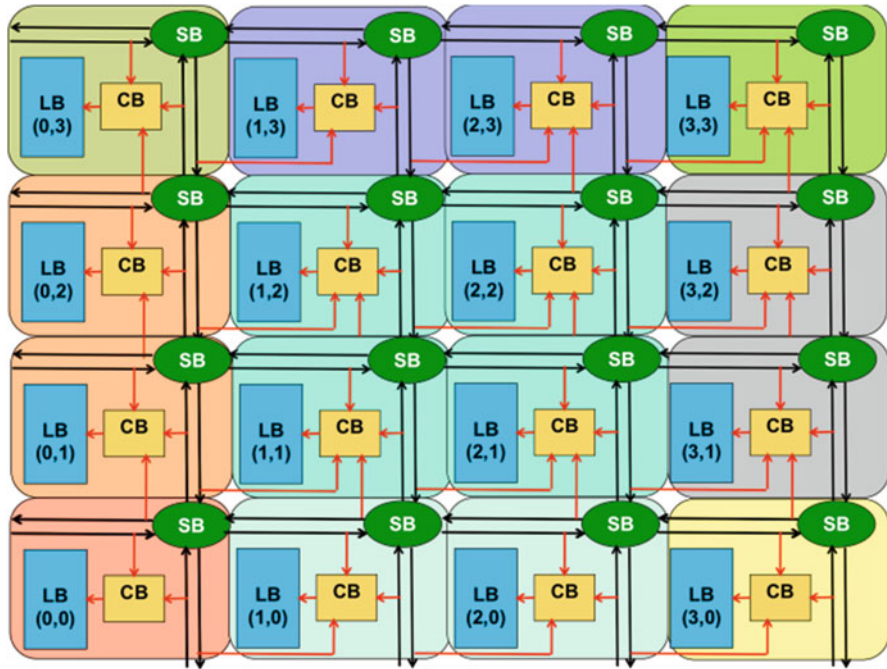 SB SB SB SB
LB CB LB CB LB CB LB CB
(0,3) (1,3) (2,3) (3,3)
SB SB SB SB
LB CB LB CB LB CB LB CB
(0,2) (1,2) (2,2) (3,2)
SB SB SB SB
LB CB LB CB LB CB LB CB
(0,1) (1,1) (2,1) (3,1)
SB SB SB SB
LB CB LB CB LB CB LB CB
(0,0) (1,0) (2,0) (3,0)